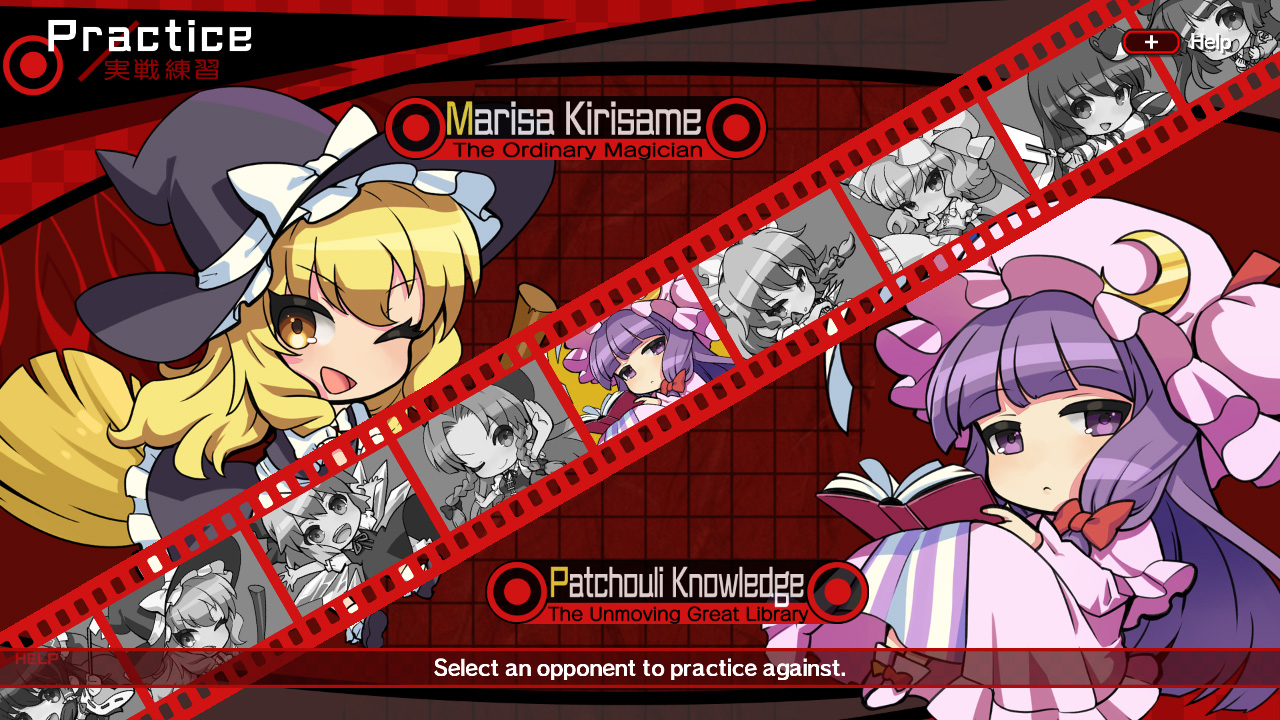 Practice
実戦練習
+ Help
Marisa Kirisame
The Ordinary Magician
Patchouli Knowledge
The Unmoving Great Library
HELP
Select an opponent to practice against.